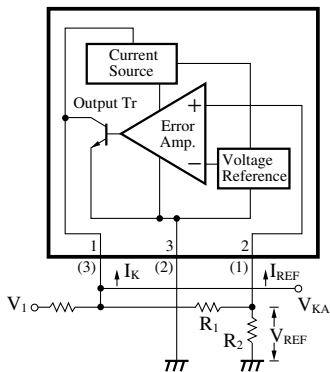 Current
Source
Output Tr
+
Error
Amp.
−
Voltage
Reference
1 3 2
(3) (2) (1)
I_K I_REF
V_1 V_KA
R_1
R_2 V_REF